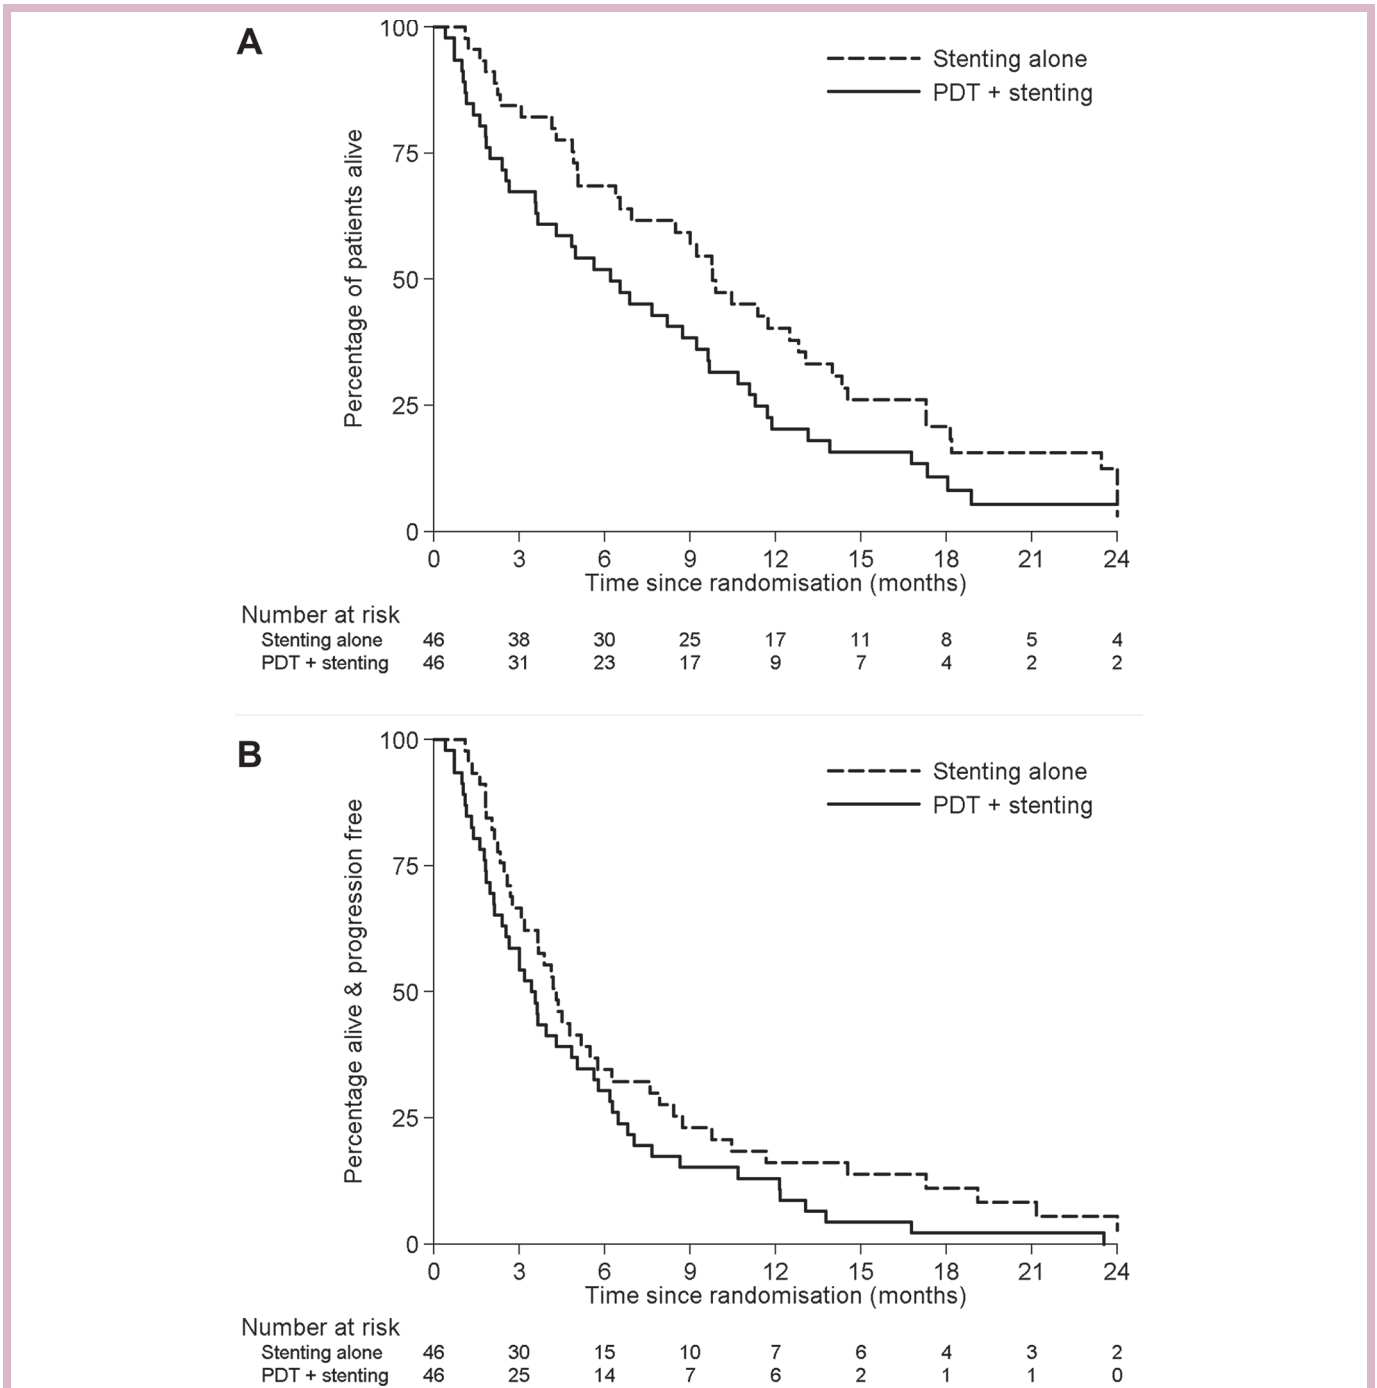 A
Percentage of patients alive
100
75
50
25
0
Stenting alone
PDT + stenting
0 3 6 9 12 15 18 21 24
Time since randomisation (months)
Number at risk
Stenting alone 46 38 30 25 17 11 8 5 4
PDT + stenting 46 31 23 17 9 7 4 2 2
B
Percentage alive & progression free
100
75
50
25
0
Stenting alone
PDT + stenting
0 3 6 9 12 15 18 21 24
Time since randomisation (months)
Number at risk
Stenting alone 46 30 15 10 7 6 4 3 2
PDT + stenting 46 25 14 7 6 2 1 1 0